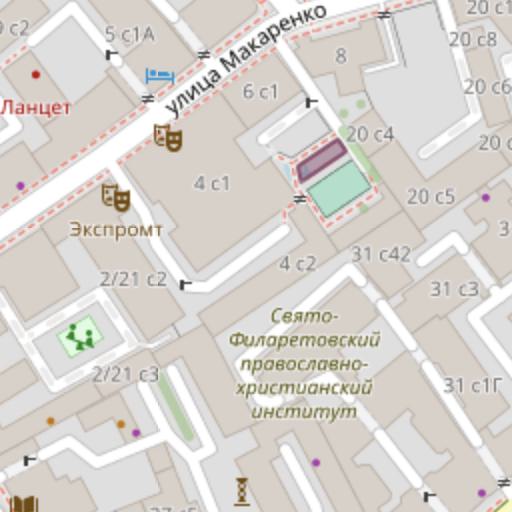 5 с1А
улица Макаренко
20 с8
8
20 с6
Ланцет
6 с1
20 с4
4 с1
20 с5
Экспромт
31 с42
4 с2
2/21 с2
31 с3
Свято-
Филаретовский
православно-
христианский
институт
2/21 с3
31 с1Г